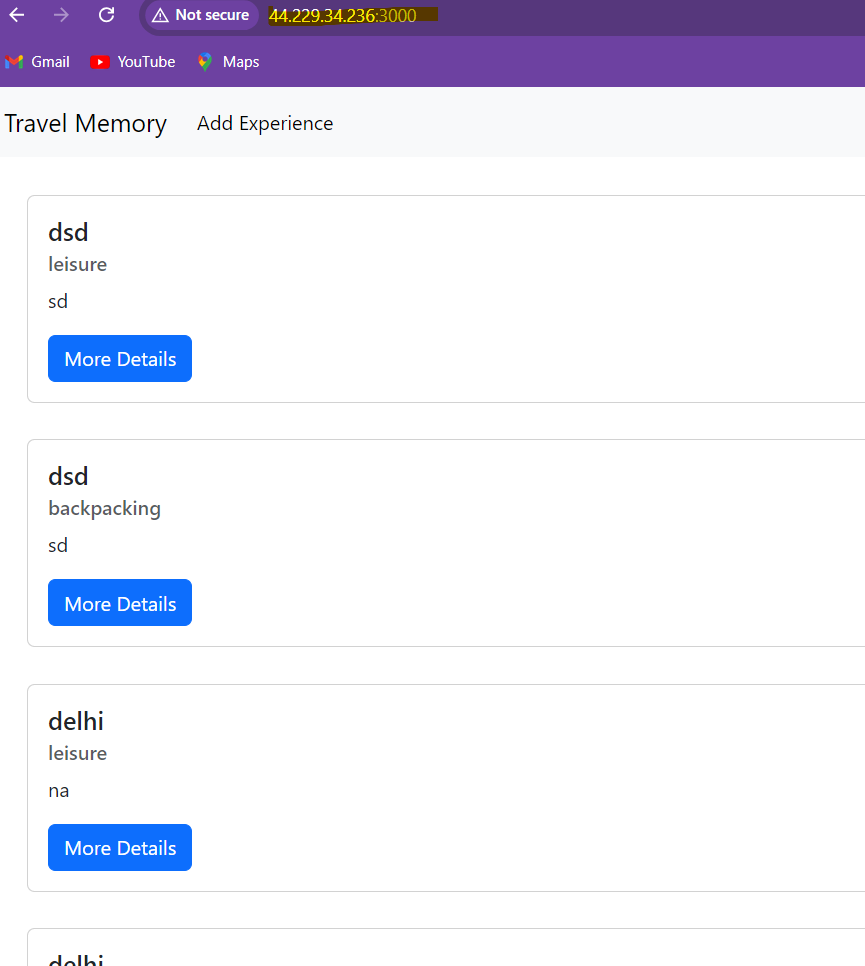 Not secure 44.229.34.236:3000
Gmail YouTube Maps
Travel Memory Add Experience
dsd
leisure
sd
More Details
dsd
backpacking
sd
More Details
delhi
leisure
na
More Details
delhi